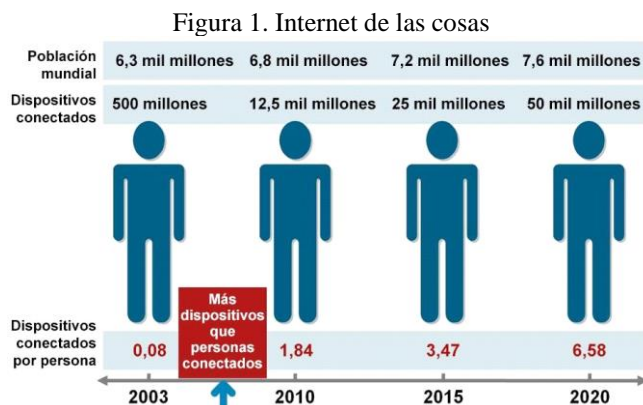 Figura 1. Internet de las cosas
Población mundial
6,3 mil millones 6,8 mil millones 7,2 mil millones 7,6 mil millones
Dispositivos conectados
500 millones 12,5 mil millones 25 mil millones 50 mil millones
Más
dispositivos
que
personas
conectados
Dispositivos
conectados
por persona
0,08 1,84 3,47 6,58
2003 2010 2015 2020